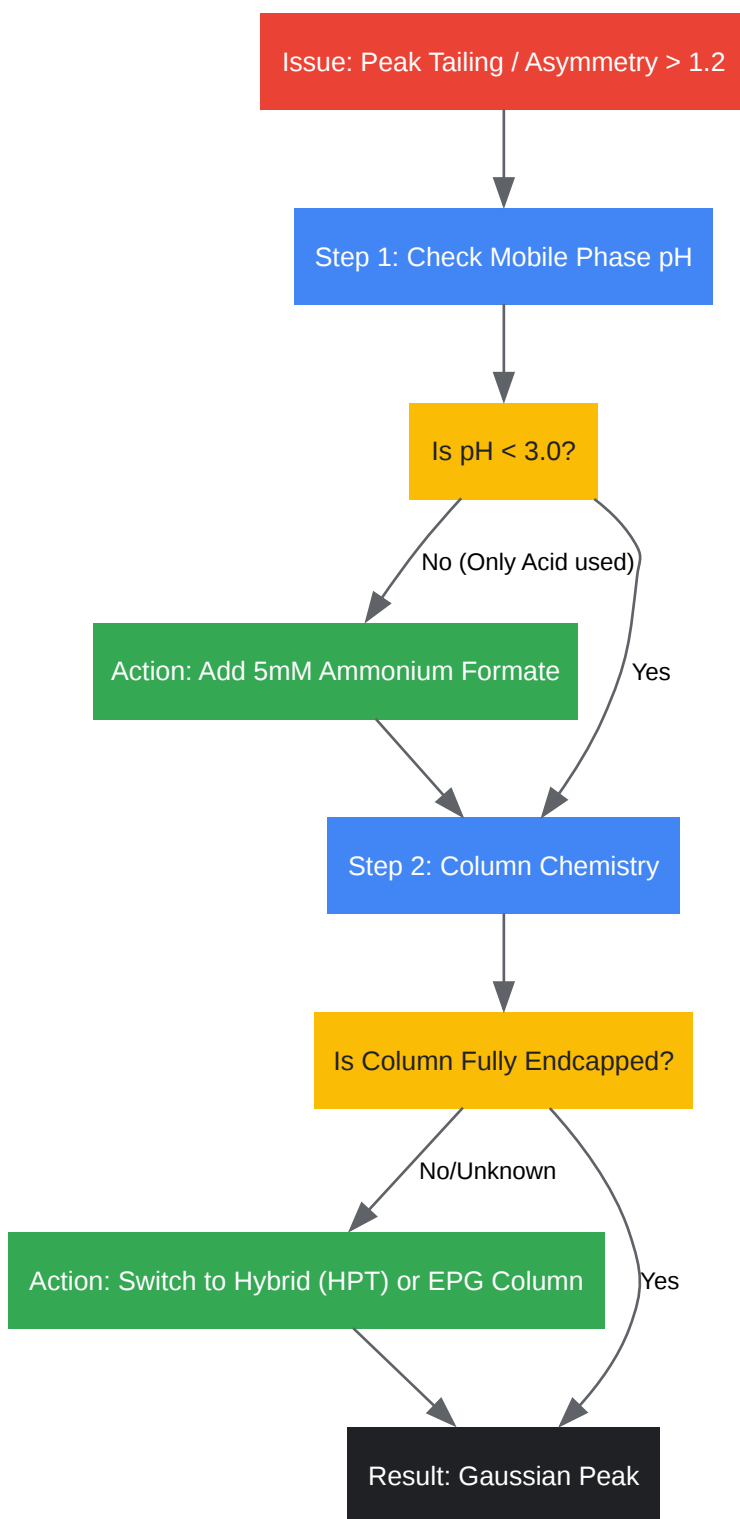 Issue: Peak Tailing / Asymmetry > 1.2
Step 1: Check Mobile Phase pH
Is pH < 3.0?
No (Only Acid used)
Action: Add 5mM Ammonium Formate
Yes
Step 2: Column Chemistry
Is Column Fully Endcapped?
No/Unknown
Action: Switch to Hybrid (HPT) or EPG Column
Yes
Result: Gaussian Peak